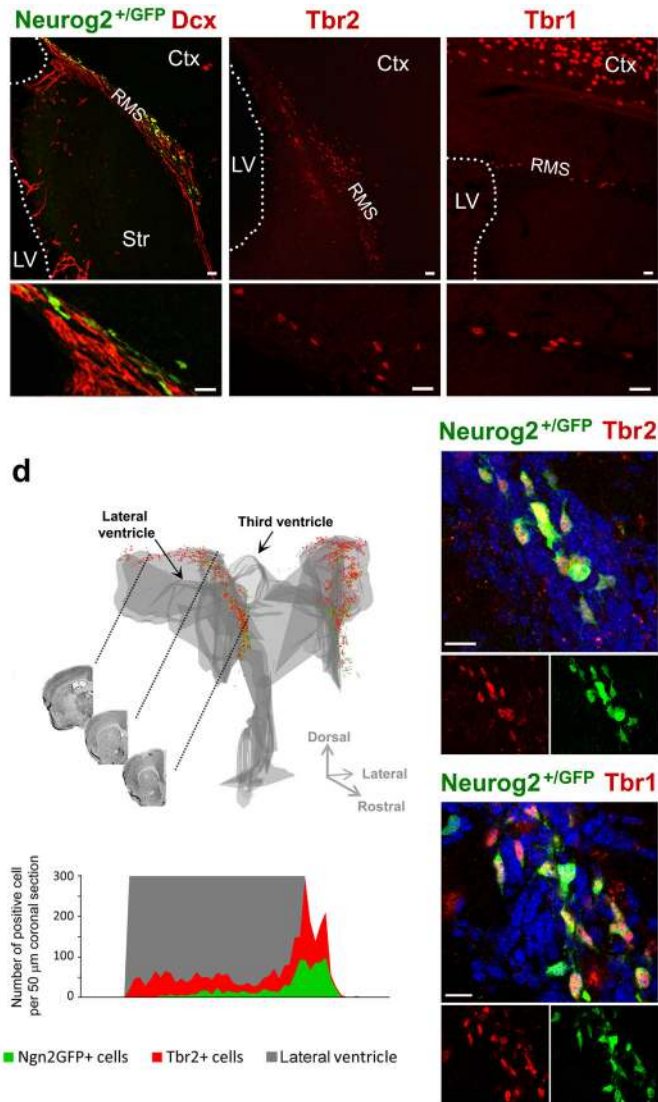 Neurog2+/GFP Dcx
Tbr2
Tbr1
Ctx
RMS
Str
LV
Ctx
LV
RMS
Ctx
RMS
LV
d
Lateral
ventricle
Third ventricle
Dorsal
Lateral
Rostral
Number of positive cell
per 50 µm coronal section
300
200
100
0
Ngn2GFP+ cells
Tbr2+ cells
Lateral ventricle
Neurog2+/GFP Tbr2
Neurog2+/GFP Tbr1